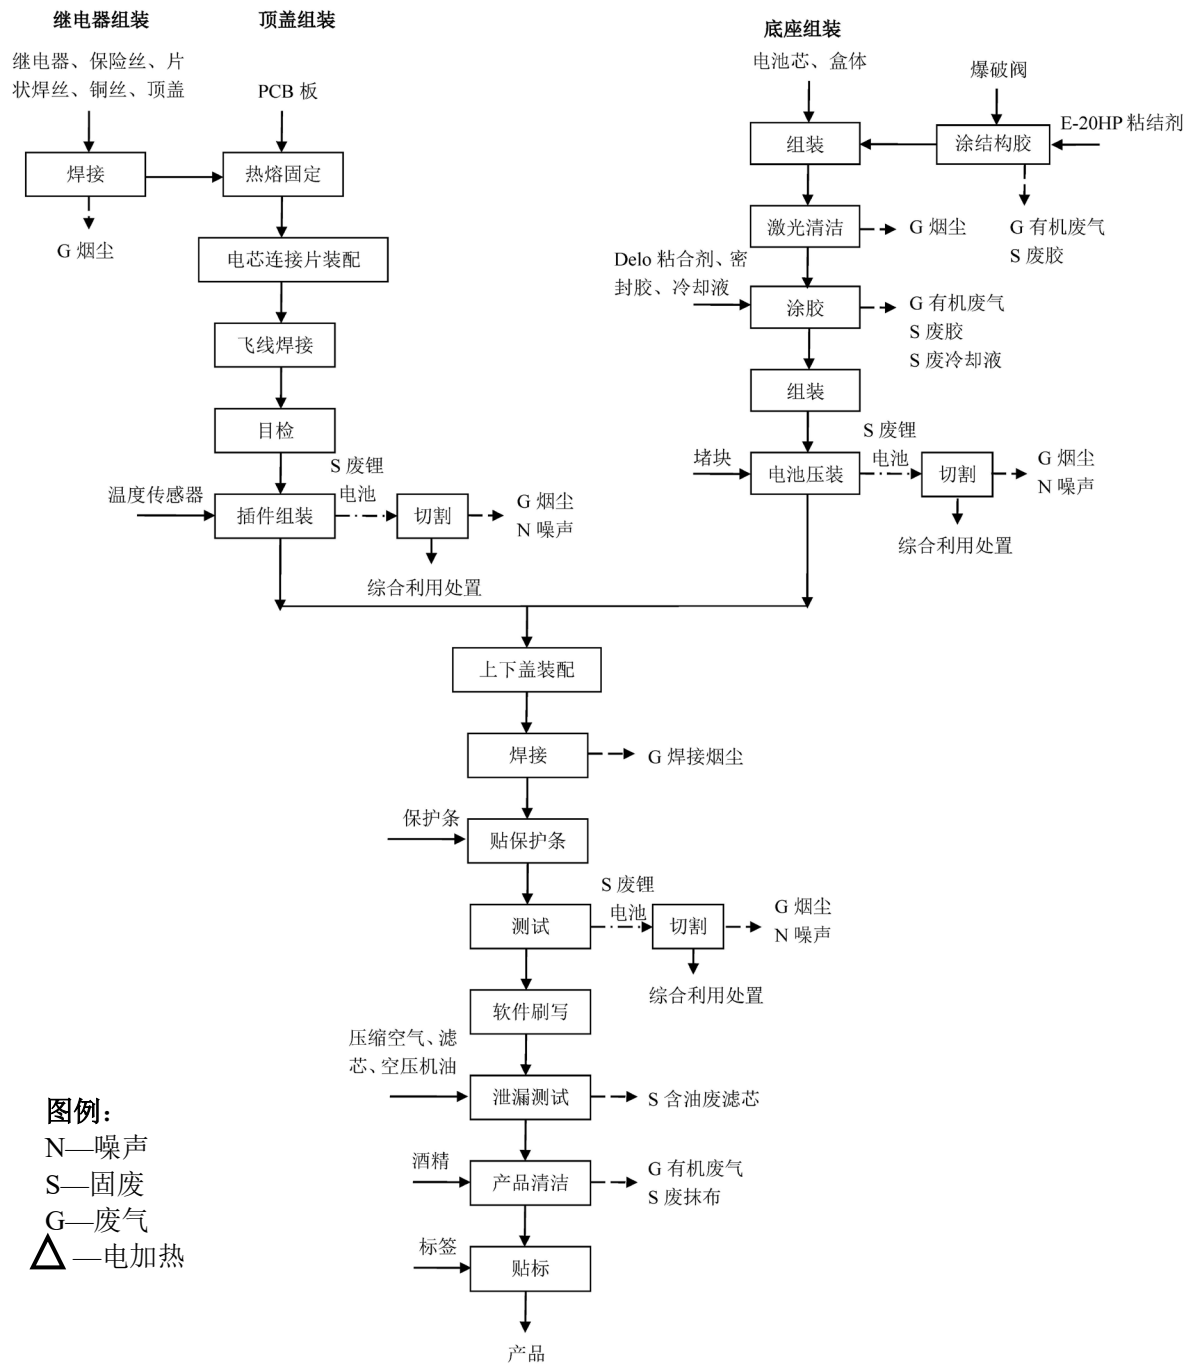 继电器组装
顶盖组装
底座组装
继电器、保险丝、片
状焊丝、铜丝、顶盖
PCB 板
电池芯、盒体
爆破阀
E-20HP 粘结剂
焊接
热熔固定
组装
涂结构胶
G 烟尘
电芯连接片装配
激光清洁
G 烟尘
G 有机废气
S 废胶
Delo 粘合剂、密
封胶、冷却液
涂胶
G 有机废气
S 废胶
S 废冷却液
飞线焊接
组装
目检
S 废锂
电池
堵块
电池压装
切割
G 烟尘
N 噪声
综合利用处置
温度传感器
插件组装
S 废锂
电池
切割
G 烟尘
N 噪声
综合利用处置
上下盖装配
焊接
G 焊接烟尘
保护条
贴保护条
测试
S 废锂
电池
切割
G 烟尘
N 噪声
综合利用处置
软件刷写
压缩空气、滤
芯、空压机油
泄漏测试
S 含油废滤芯
酒精
产品清洁
G 有机废气
S 废抹布
标签
贴标
产品
图例：
N—噪声
S—固废
G—废气
△—电加热